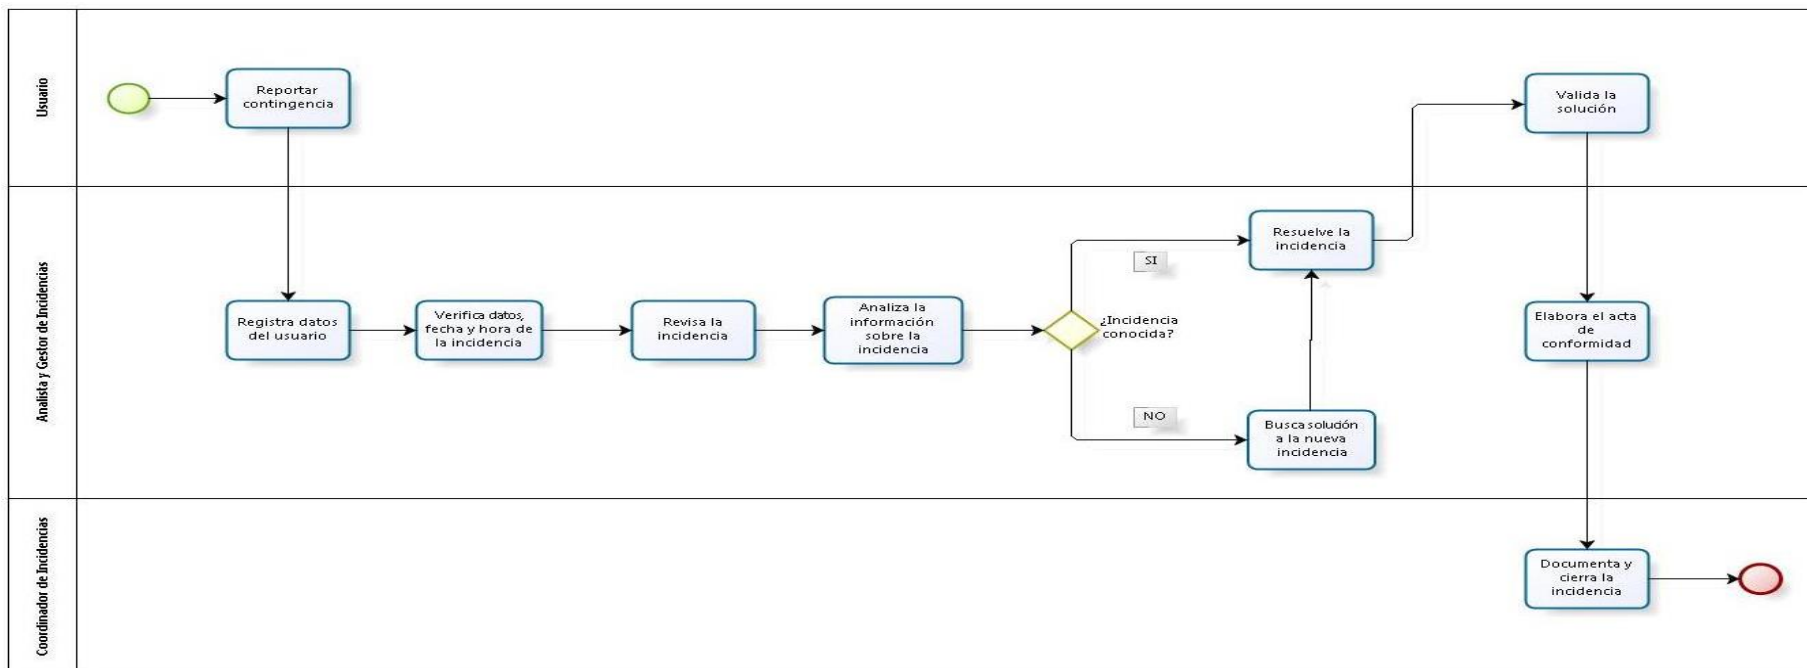 Usuario
Reportar
contingencia
Valida la
solución
Analista y Gestor de Incidencias
Registra datos
del usuario
Verifica datos,
fecha y hora de
la incidencia
Revisa la
incidencia
Analiza la
información
sobre la
incidencia
¿Incidencia
conocida?
SI
Resuelve la
incidencia
NO
Busca solución
a la nueva
incidencia
Elabora el acta
de
conformidad
Coordinador de Incidencias
Documenta y
cierra la
incidencia